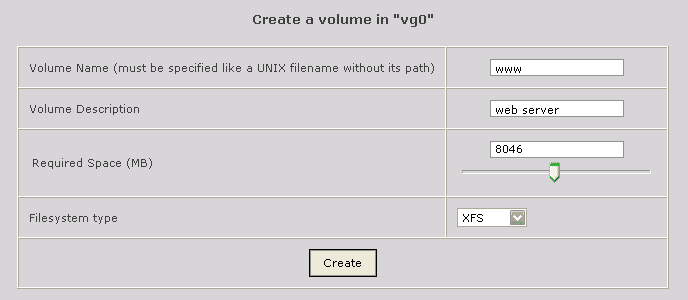 Create a volume in "vg0"
Volume Name (must be specified like a UNIX filename without its path) www
Volume Description web server
Required Space (MB) 8046
Filesystem type XFS
Create